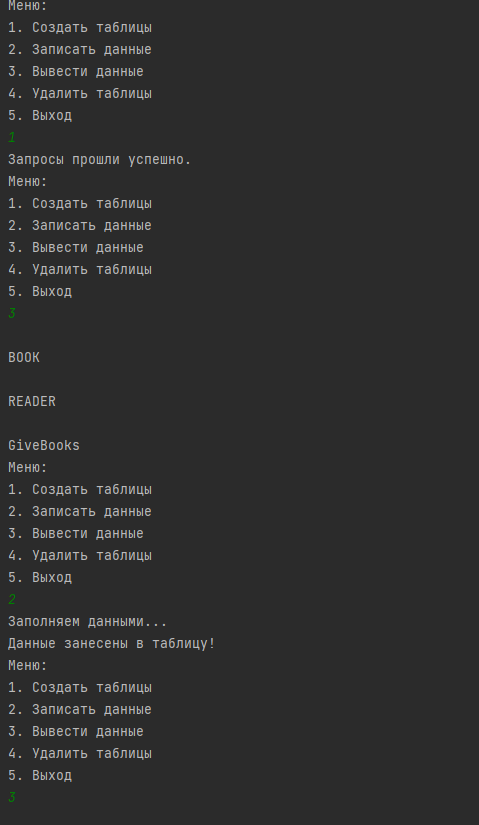 Меню:
1. Создать таблицы
2. Записать данные
3. Вывести данные
4. Удалить таблицы
5. Выход
1
Запросы прошли успешно.
Меню:
1. Создать таблицы
2. Записать данные
3. Вывести данные
4. Удалить таблицы
5. Выход
3
BOOK
READER
GiveBooks
Меню:
1. Создать таблицы
2. Записать данные
3. Вывести данные
4. Удалить таблицы
5. Выход
2
Заполняем данными...
Данные занесены в таблицу!
Меню:
1. Создать таблицы
2. Записать данные
3. Вывести данные
4. Удалить таблицы
5. Выход
3